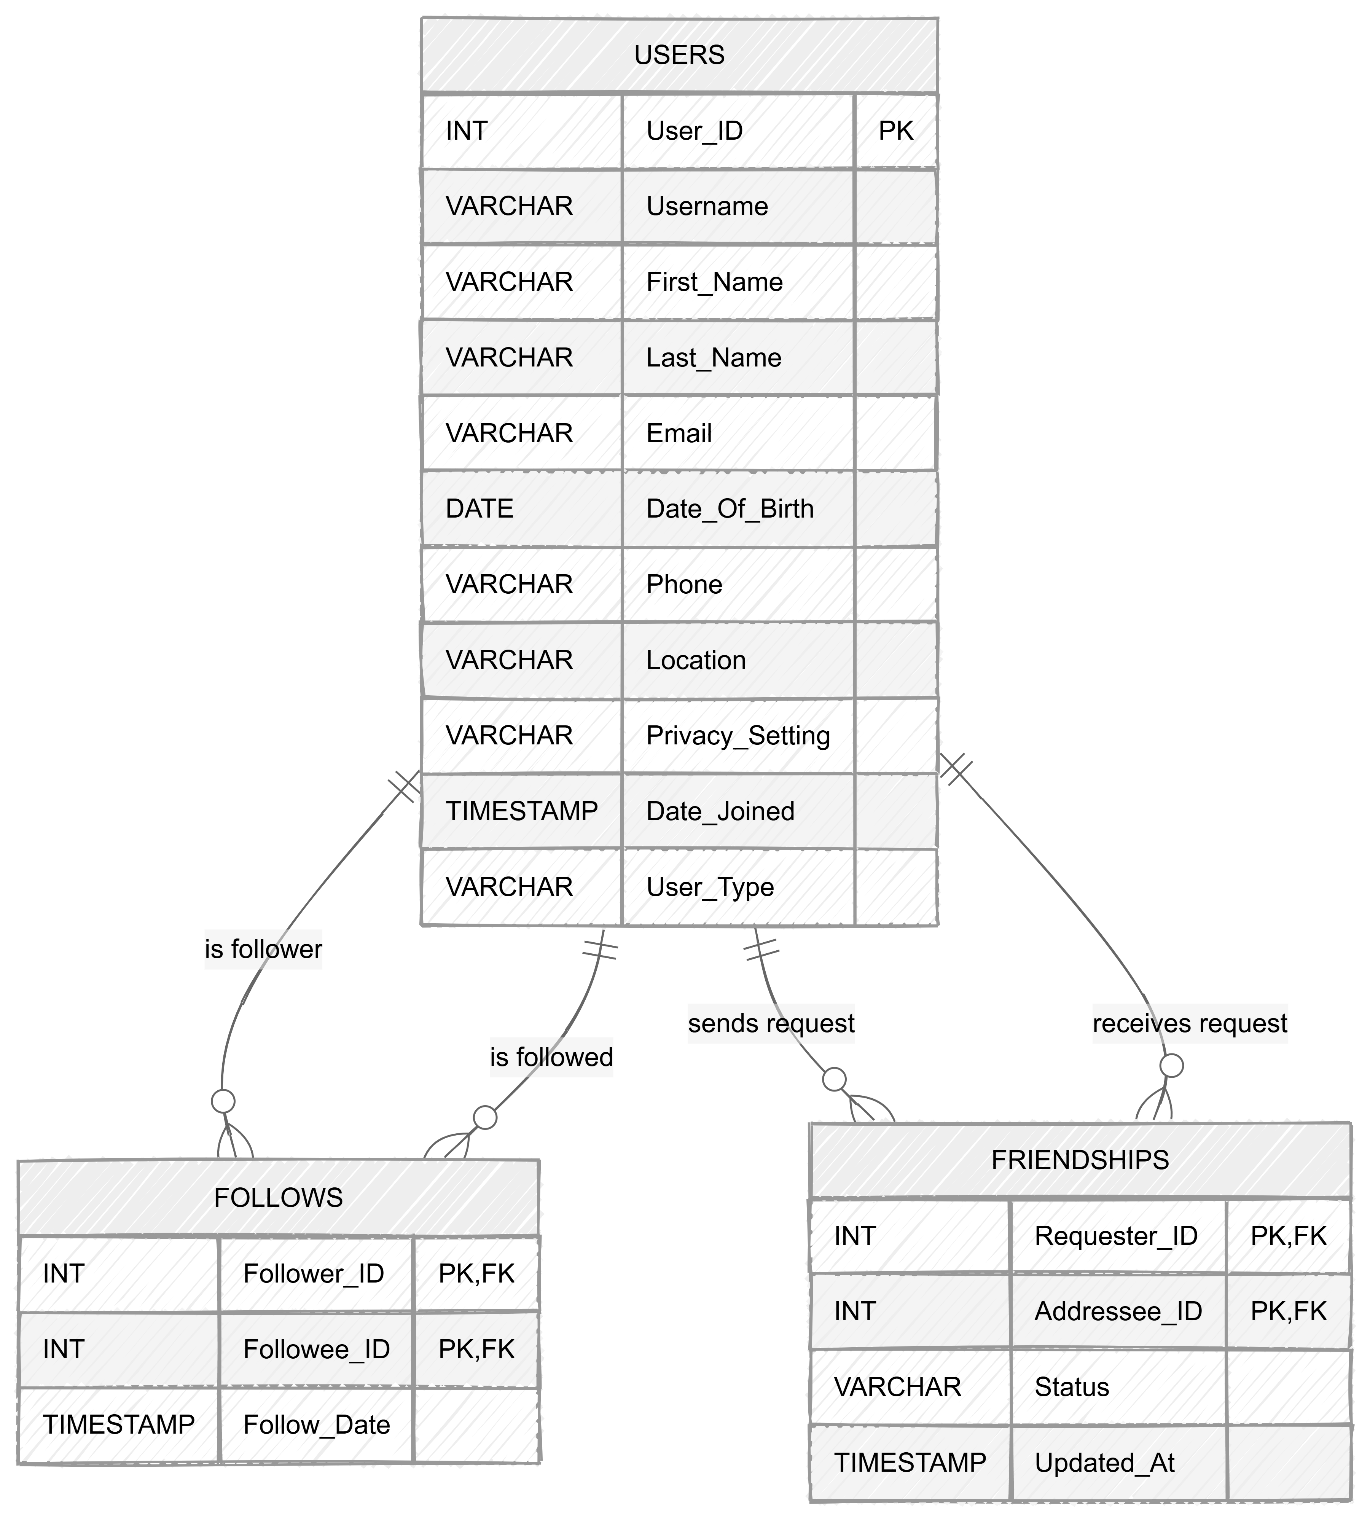 USERS
INT User_ID PK
VARCHAR Username
VARCHAR First_Name
VARCHAR Last_Name
VARCHAR Email
DATE Date_Of_Birth
VARCHAR Phone
VARCHAR Location
VARCHAR Privacy_Setting
TIMESTAMP Date_Joined
VARCHAR User_Type
is follower
is followed
sends request
receives request
FOLLOWS
INT Follower_ID PK,FK
INT Followee_ID PK,FK
TIMESTAMP Follow_Date
FRIENDSHIPS
INT Requester_ID PK,FK
INT Addressee_ID PK,FK
VARCHAR Status
TIMESTAMP Updated_At